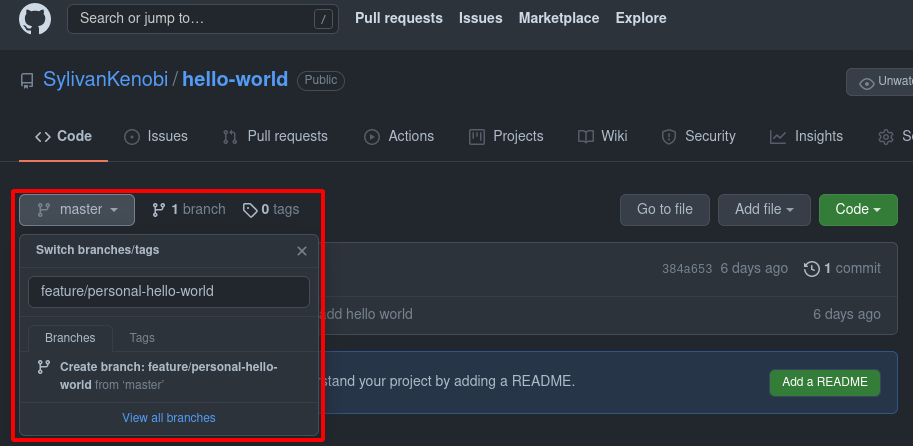 Search or jump to… /
Pull requests Issues Marketplace Explore
SylivanKenobi / hello-world Public
Code Issues Pull requests Actions Projects Wiki Security Insights
master 1 branch 0 tags Go to file Add file Code
Switch branches/tags
384a653 6 days ago 1 commit
feature/personal-hello-world
add hello world 6 days ago
Branches Tags
Create branch: feature/personal-hello-
world from ‘master’
stand your project by adding a README. Add a README
View all branches